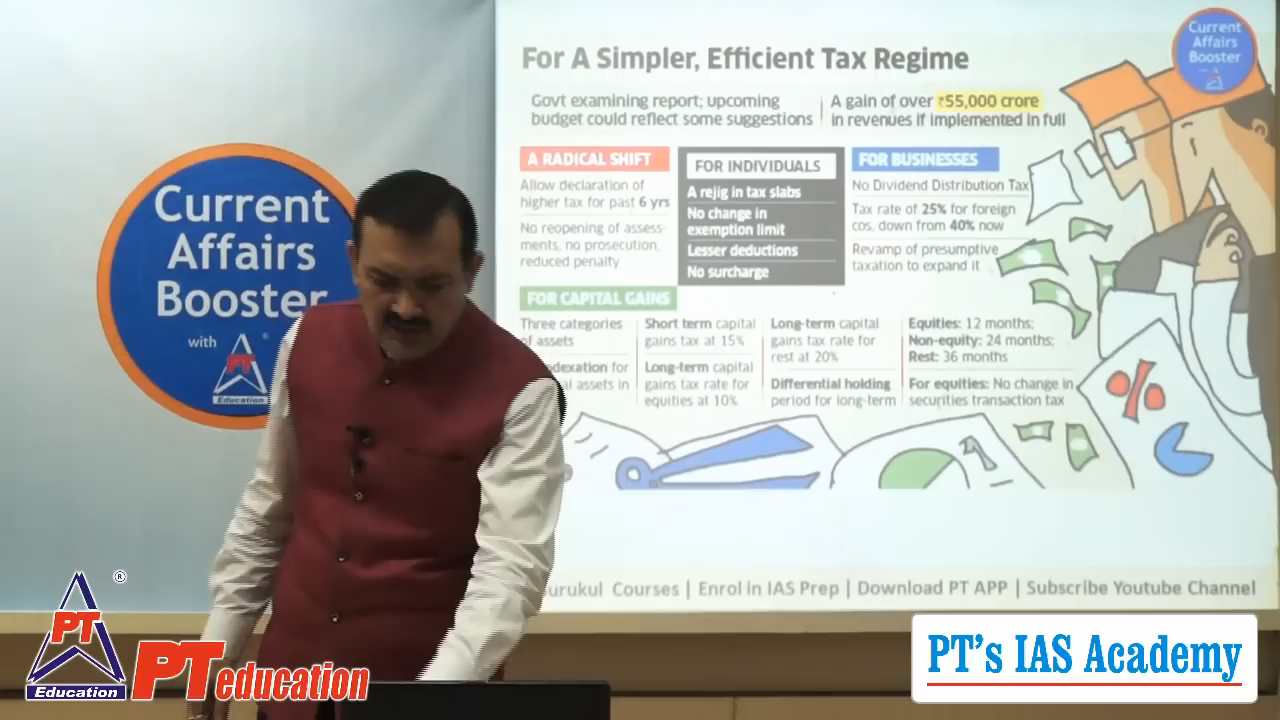 Current
Affairs
Booster
with
PT
Education
®
For A Simpler, Efficient Tax Regime
Current
Affairs
Booster
Govt examining report; upcoming
budget could reflect some suggestions
A gain of over ₹55,000 crore
in revenues if implemented in full
A RADICAL SHIFT
Allow declaration of
higher tax for past 6 yrs
No reopening of assess-
ments, no prosecution,
reduced penalty
FOR INDIVIDUALS
A rejig in tax slabs
No change in
exemption limit
Lesser deductions
No surcharge
FOR BUSINESSES
No Dividend Distribution Tax
Tax rate of 25% for foreign
cos, down from 40% now
Revamp of presumptive
taxation to expand it
FOR CAPITAL GAINS
Three categories
of assets
for
assets in
Short term capital
gains tax at 15%
Long-term capital
gains tax rate for
equities at 10%
Long-term capital
gains tax rate for
rest at 20%
Differential holding
period for long-term
Equities: 12 months;
Non-equity: 24 months;
Rest: 36 months
For equities: No change in
securities transaction tax
%
Courses | Enrol in IAS Prep | Download PT APP | Subscribe Youtube Channel
PT
Education
®
PT education
PT's IAS Academy